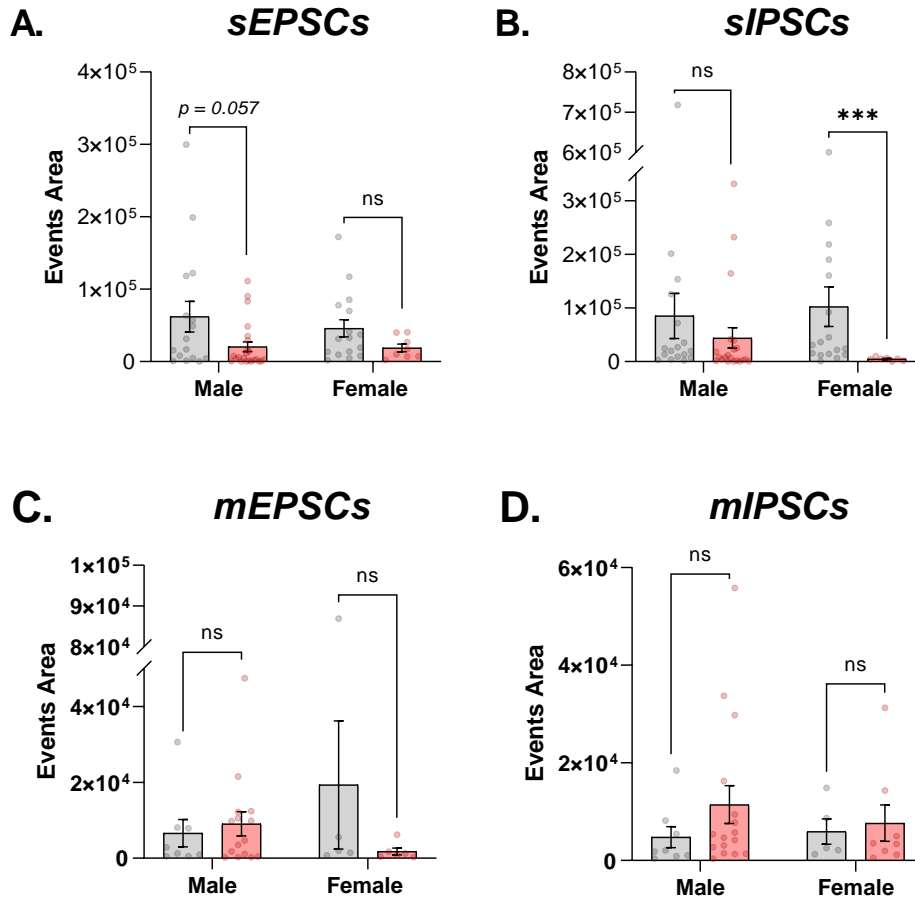 A.
sEPSCs
4×10⁵
3×10⁵
2×10⁵
1×10⁵
0
Events Area
p = 0.057
ns
Male
Female
B.
sIPSCs
8×10⁵
7×10⁵
6×10⁵
3×10⁵
2×10⁵
1×10⁵
0
Events Area
ns
***
Male
Female
C.
mEPSCs
1×10⁵
9×10⁴
8×10⁴
4×10⁴
2×10⁴
0
Events Area
ns
ns
Male
Female
D.
mIPSCs
6×10⁴
4×10⁴
2×10⁴
0
Events Area
ns
ns
Male
Female